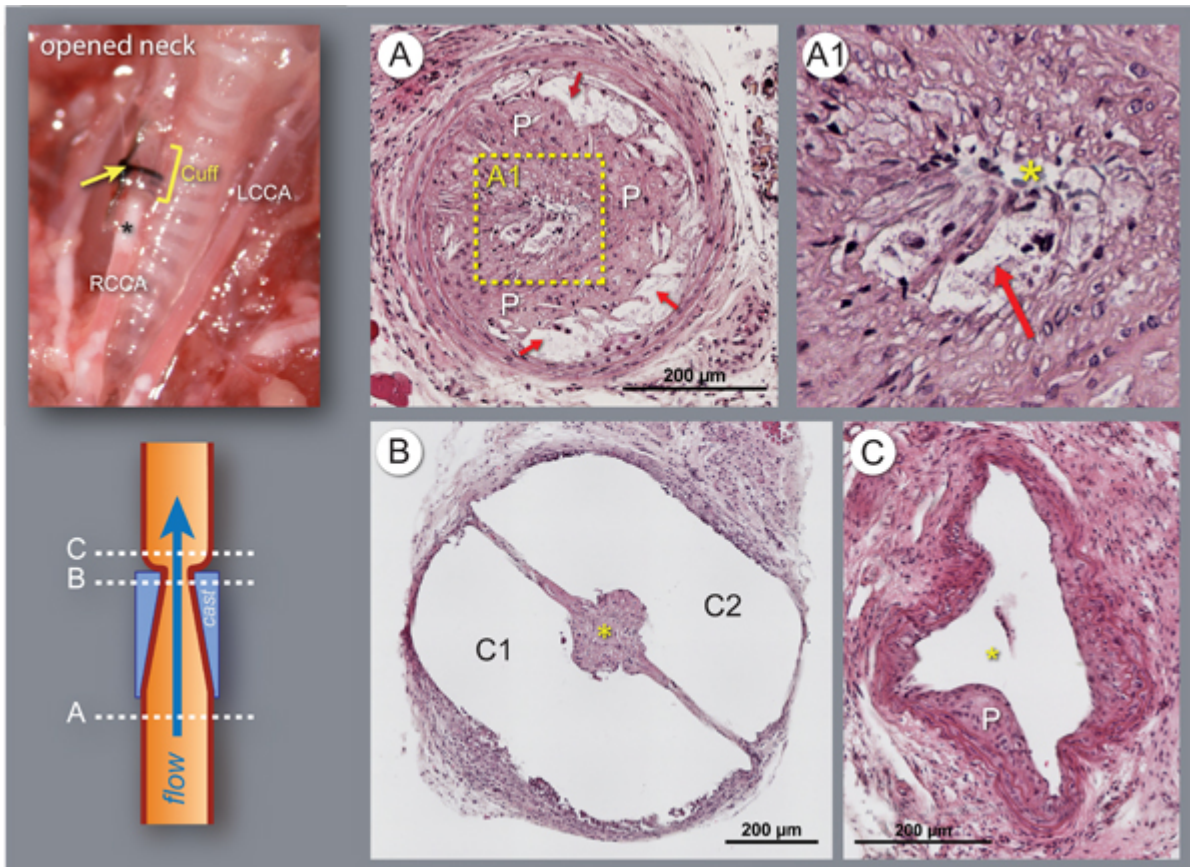 opened neck
Cuff
LCCA
*
RCCA
A
P
A1
P
P
200 µm
A1
*
C
B
A
cast
flow
B
C1
*
C2
200 µm
C
*
P
200 µm